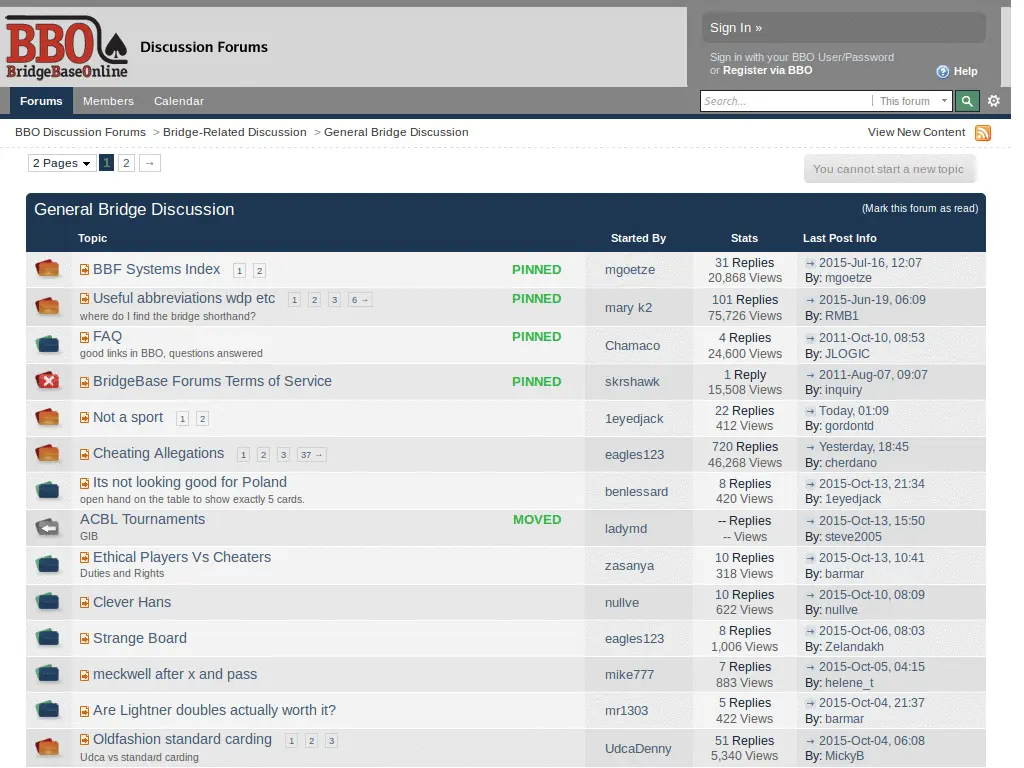 BBO
BridgeBaseOnline
Discussion Forums
Sign In »
Sign in with your BBO User/Password
or Register via BBO
Help
Forums Members Calendar
Search... This forum
BBO Discussion Forums > Bridge-Related Discussion > General Bridge Discussion
View New Content
2 Pages 1 2 →
You cannot start a new topic
General Bridge Discussion
(Mark this forum as read)
Topic Started By Stats Last Post Info
BBF Systems Index 1 2 PINNED mgoetze 31 Replies 2015-Jul-16, 12:07
20,868 Views By: mgoetze
Useful abbreviations wdp etc 1 2 3 6 → PINNED mary k2 101 Replies 2015-Jun-19, 06:09
where do I find the bridge shorthand? 75,726 Views By: RMB1
FAQ PINNED Chamaco 4 Replies 2011-Oct-10, 08:53
good links in BBO, questions answered 24,600 Views By: JLOGIC
BridgeBase Forums Terms of Service PINNED skrshawk 1 Reply 2011-Aug-07, 09:07
15,508 Views By: inquiry
Not a sport 1 2 1eyedjack 22 Replies Today, 01:09
412 Views By: gordontd
Cheating Allegations 1 2 3 37 → eagles123 720 Replies Yesterday, 18:45
46,268 Views By: cherdano
Its not looking good for Poland benlessard 8 Replies 2015-Oct-13, 21:34
open hand on the table to show exactly 5 cards. 420 Views By: 1eyedjack
ACBL Tournaments MOVED ladymd -- Replies 2015-Oct-13, 15:50
GIB -- Views By: steve2005
Ethical Players Vs Cheaters zasanya 10 Replies 2015-Oct-13, 10:41
Duties and Rights 318 Views By: barmar
Clever Hans nullve 10 Replies 2015-Oct-10, 08:09
622 Views By: nullve
Strange Board eagles123 8 Replies 2015-Oct-06, 08:03
1,006 Views By: Zelandakh
meckwell after x and pass mike777 7 Replies 2015-Oct-05, 04:15
883 Views By: helene_t
Are Lightner doubles actually worth it? mr1303 5 Replies 2015-Oct-04, 21:37
422 Views By: barmar
Oldfashion standard carding 1 2 3 UdcaDenny 51 Replies 2015-Oct-04, 06:08
Udca vs standard carding 5,340 Views By: MickyB